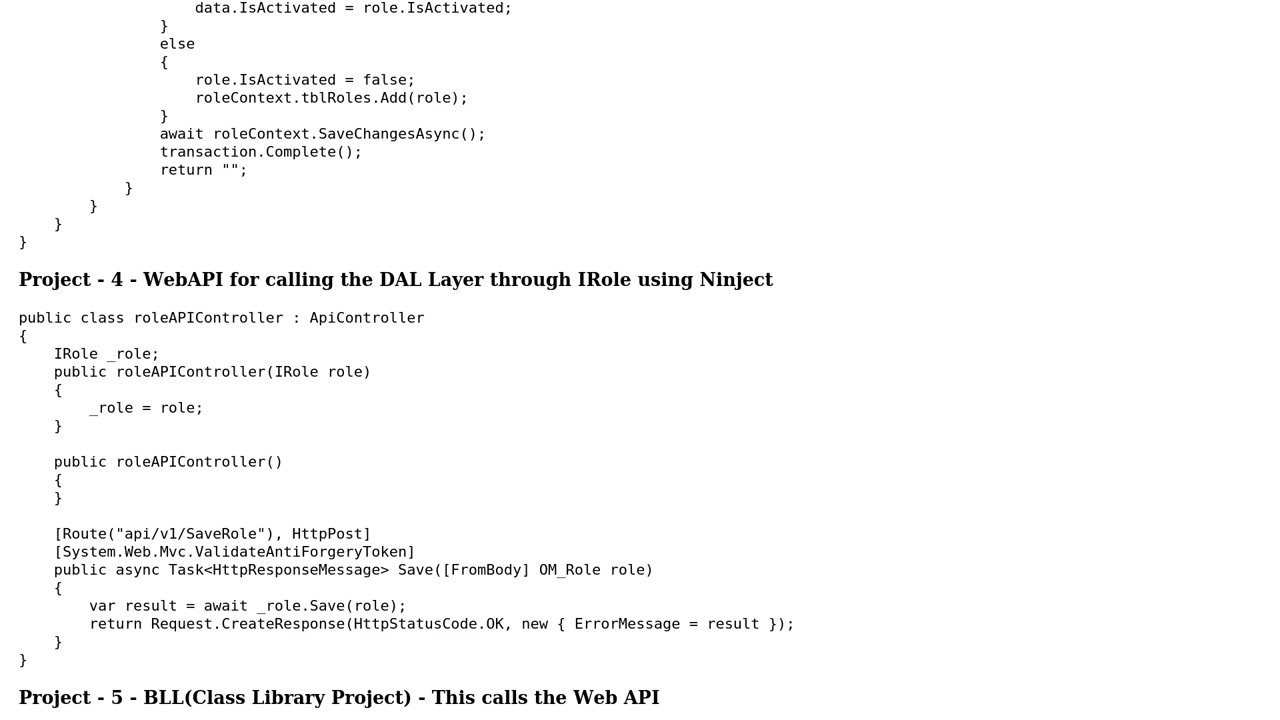 data.IsActivated = role.IsActivated;
                }
                else
                {
                    role.IsActivated = false;
                    roleContext.tblRoles.Add(role);
                }
                await roleContext.SaveChangesAsync();
                transaction.Complete();
                return "";
            }
        }
    }
}
Project - 4 - WebAPI for calling the DAL Layer through IRole using Ninject
public class roleAPIController : ApiController
{
    IRole _role;
    public roleAPIController(IRole role)
    {
        _role = role;
    }
    public roleAPIController()
    {
    }
    [Route("api/v1/SaveRole"), HttpPost]
    [System.Web.Mvc.ValidateAntiForgeryToken]
    public async Task<HttpResponseMessage> Save([FromBody] OM_Role role)
    {
        var result = await _role.Save(role);
        return Request.CreateResponse(HttpStatusCode.OK, new { ErrorMessage = result });
    }
}
Project - 5 - BLL(Class Library Project) - This calls the Web API